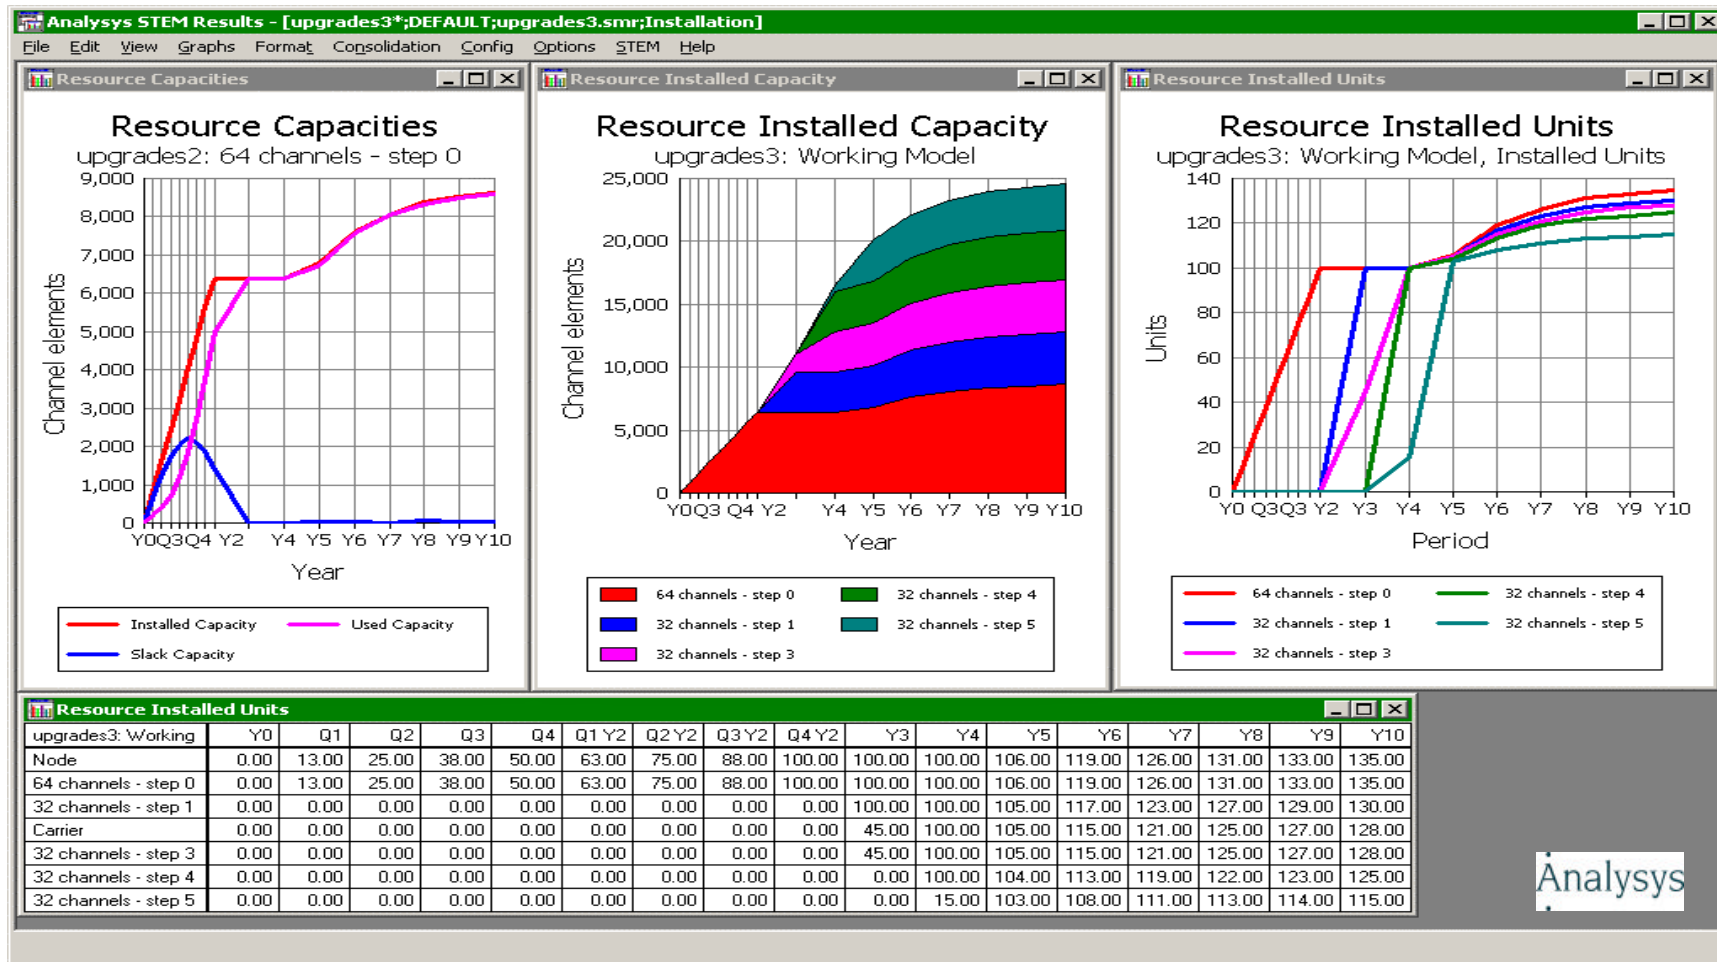 Analysys STEM Results - [upgrades3*;DEFAULT;upgrades3.smr;Installation]
File Edit View Graphs Format Consolidation Config Options STEM Help
Resource Capacities
Resource Capacities
upgrades2: 64 channels - step 0
9,000
8,000
7,000
6,000
5,000
4,000
3,000
2,000
1,000
0
Channel elements
Y0 Q3 Q4 Y2 Y4 Y5 Y6 Y7 Y8 Y9 Y10
Year
Installed Capacity Used Capacity
Slack Capacity
Resource Installed Capacity
Resource Installed Capacity
upgrades3: Working Model
25,000
20,000
15,000
10,000
5,000
0
Channel elements
Y0 Q3 Q4 Y2 Y4 Y5 Y6 Y7 Y8 Y9 Y10
Year
64 channels - step 0 32 channels - step 4
32 channels - step 1 32 channels - step 5
32 channels - step 3
Resource Installed Units
Resource Installed Units
upgrades3: Working Model, Installed Units
140
120
100
80
60
40
20
0
Units
Y0 Q3 Q3 Y2 Y3 Y4 Y5 Y6 Y7 Y8 Y9 Y10
Period
64 channels - step 0 32 channels - step 4
32 channels - step 1 32 channels - step 5
32 channels - step 3
Resource Installed Units
upgrades3: Working Y0 Q1 Q2 Q3 Q4 Q1 Y2 Q2 Y2 Q3 Y2 Q4 Y2 Y3 Y4 Y5 Y6 Y7 Y8 Y9 Y10
Node 0.00 13.00 25.00 38.00 50.00 63.00 75.00 88.00 100.00 100.00 100.00 106.00 119.00 126.00 131.00 133.00 135.00
64 channels - step 0 0.00 13.00 25.00 38.00 50.00 63.00 75.00 88.00 100.00 100.00 100.00 106.00 119.00 126.00 131.00 133.00 135.00
32 channels - step 1 0.00 0.00 0.00 0.00 0.00 0.00 0.00 0.00 0.00 100.00 100.00 105.00 117.00 123.00 127.00 129.00 130.00
Carrier 0.00 0.00 0.00 0.00 0.00 0.00 0.00 0.00 0.00 45.00 100.00 105.00 115.00 121.00 125.00 127.00 128.00
32 channels - step 3 0.00 0.00 0.00 0.00 0.00 0.00 0.00 0.00 0.00 45.00 100.00 105.00 115.00 121.00 125.00 127.00 128.00
32 channels - step 4 0.00 0.00 0.00 0.00 0.00 0.00 0.00 0.00 0.00 0.00 100.00 104.00 113.00 119.00 122.00 123.00 125.00
32 channels - step 5 0.00 0.00 0.00 0.00 0.00 0.00 0.00 0.00 0.00 0.00 15.00 103.00 108.00 111.00 113.00 114.00 115.00
Analysys